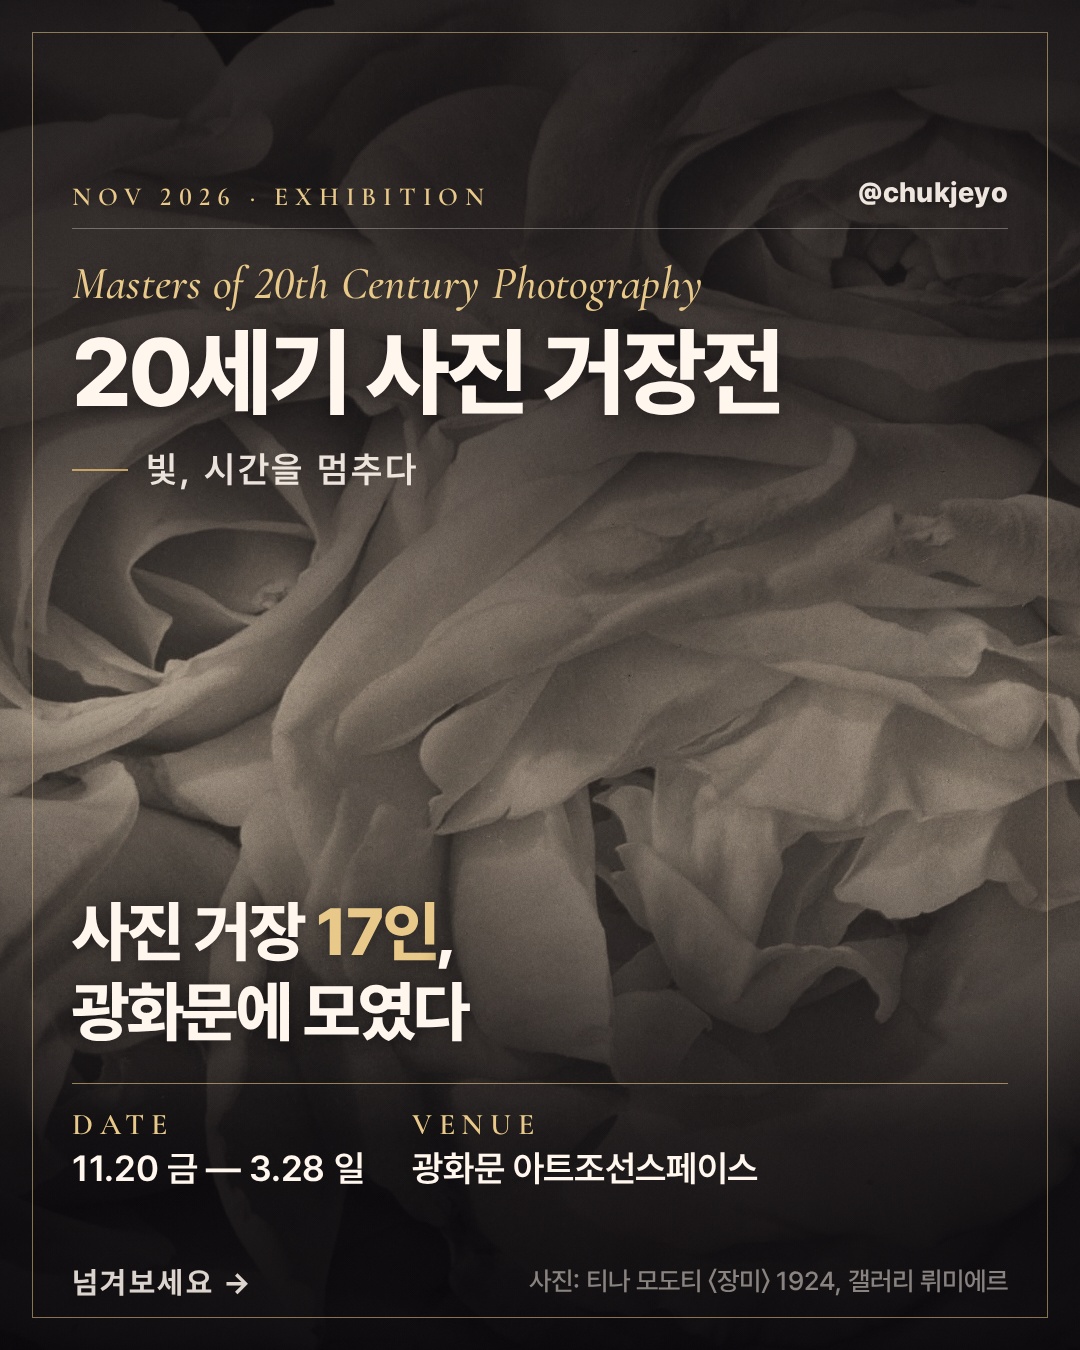 NOV 2026 · EXHIBITION
@chukjeyo
Masters of 20th Century Photography
20세기 사진 거장전
빛, 시간을 멈추다
사진 거장 17인,
광화문에 모였다
DATE
11.20 금 — 3.28 일
VENUE
광화문 아트조선스페이스
넘겨보세요 →
사진: 티나 모도티 〈장미〉 1924, 갤러리 뤼미에르